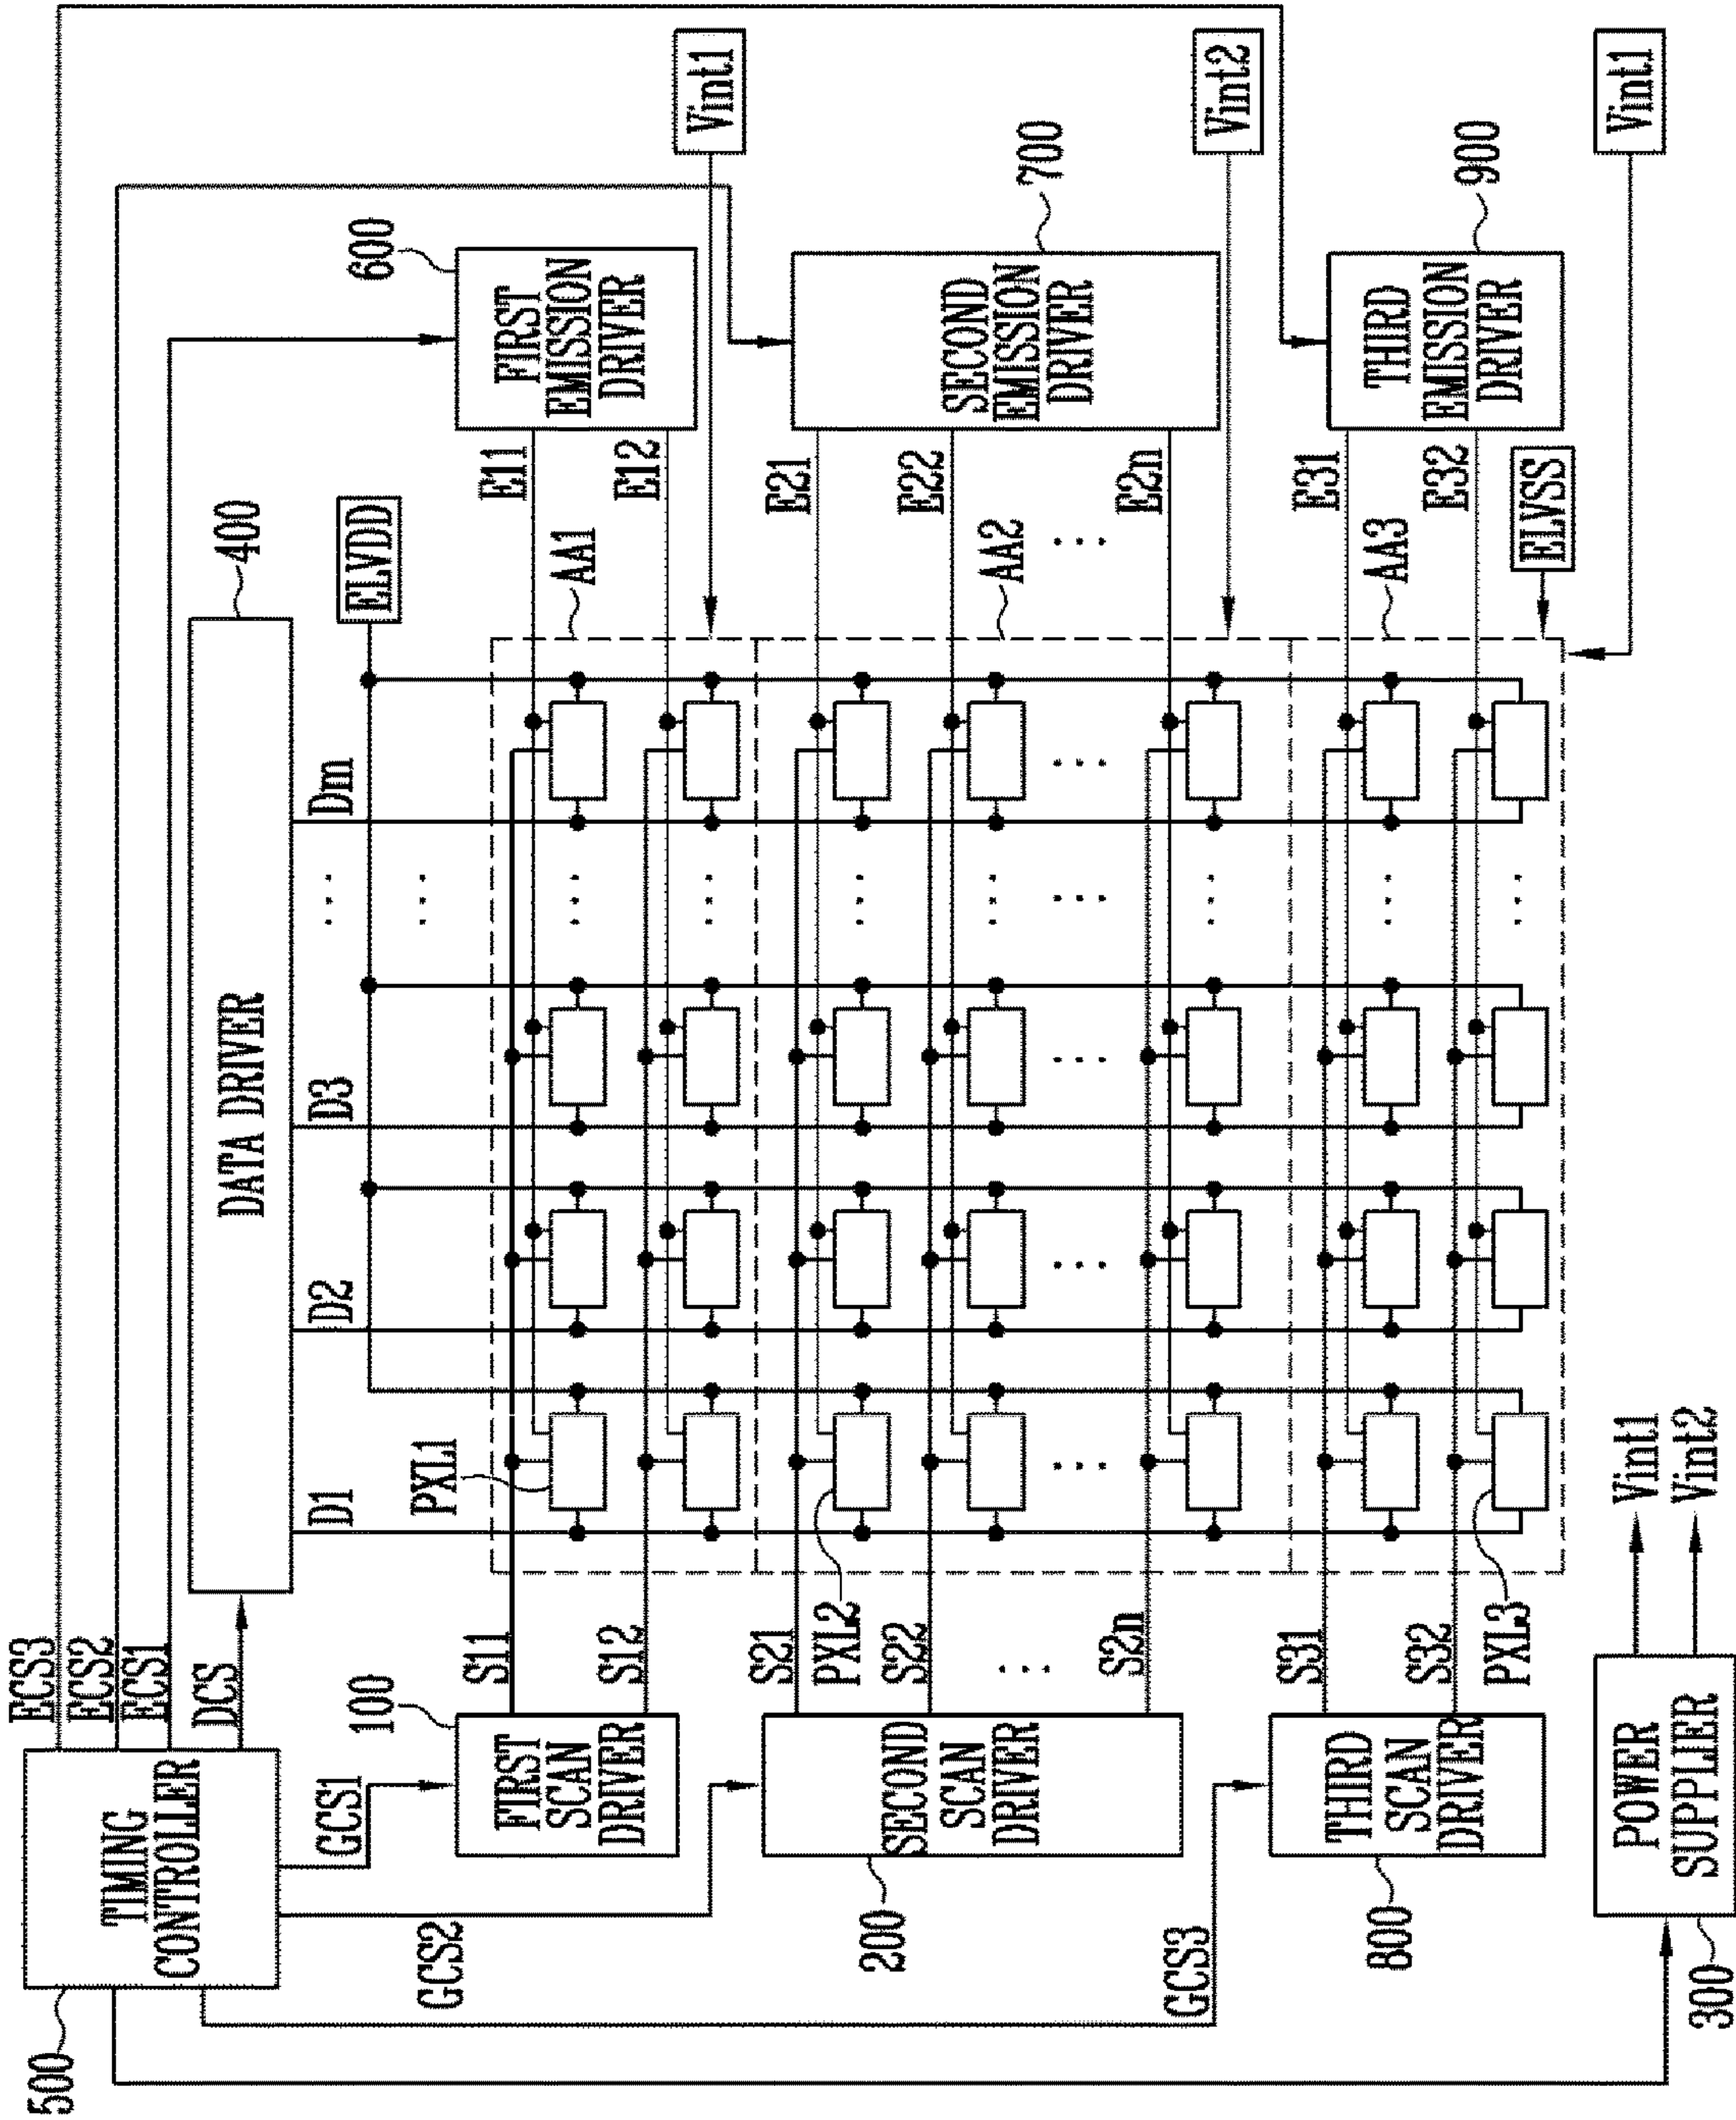 500
TIMING
CONTROLLER
ECS3
ECS2
ECS1
DCS
DATA DRIVER
400
GCS1
GCS2
GCS3
D1
D2
D3
...
Dm
ELVDD
...
100
FIRST
SCAN
DRIVER
S11
S12
PXL1
...
...
AA1
E11
E12
600
FIRST
EMISSION
DRIVER
Vint1
200
SECOND
SCAN
DRIVER
S21
PXL2
S22
...
S2n
...
...
...
...
...
...
...
...
AA2
E21
E22
...
E2n
700
SECOND
EMISSION
DRIVER
Vint2
800
THIRD
SCAN
DRIVER
S31
S32
PXL3
...
...
AA3
E31
E32
ELVSS
900
THIRD
EMISSION
DRIVER
Vint1
300
POWER
SUPPLIER
Vint1
Vint2